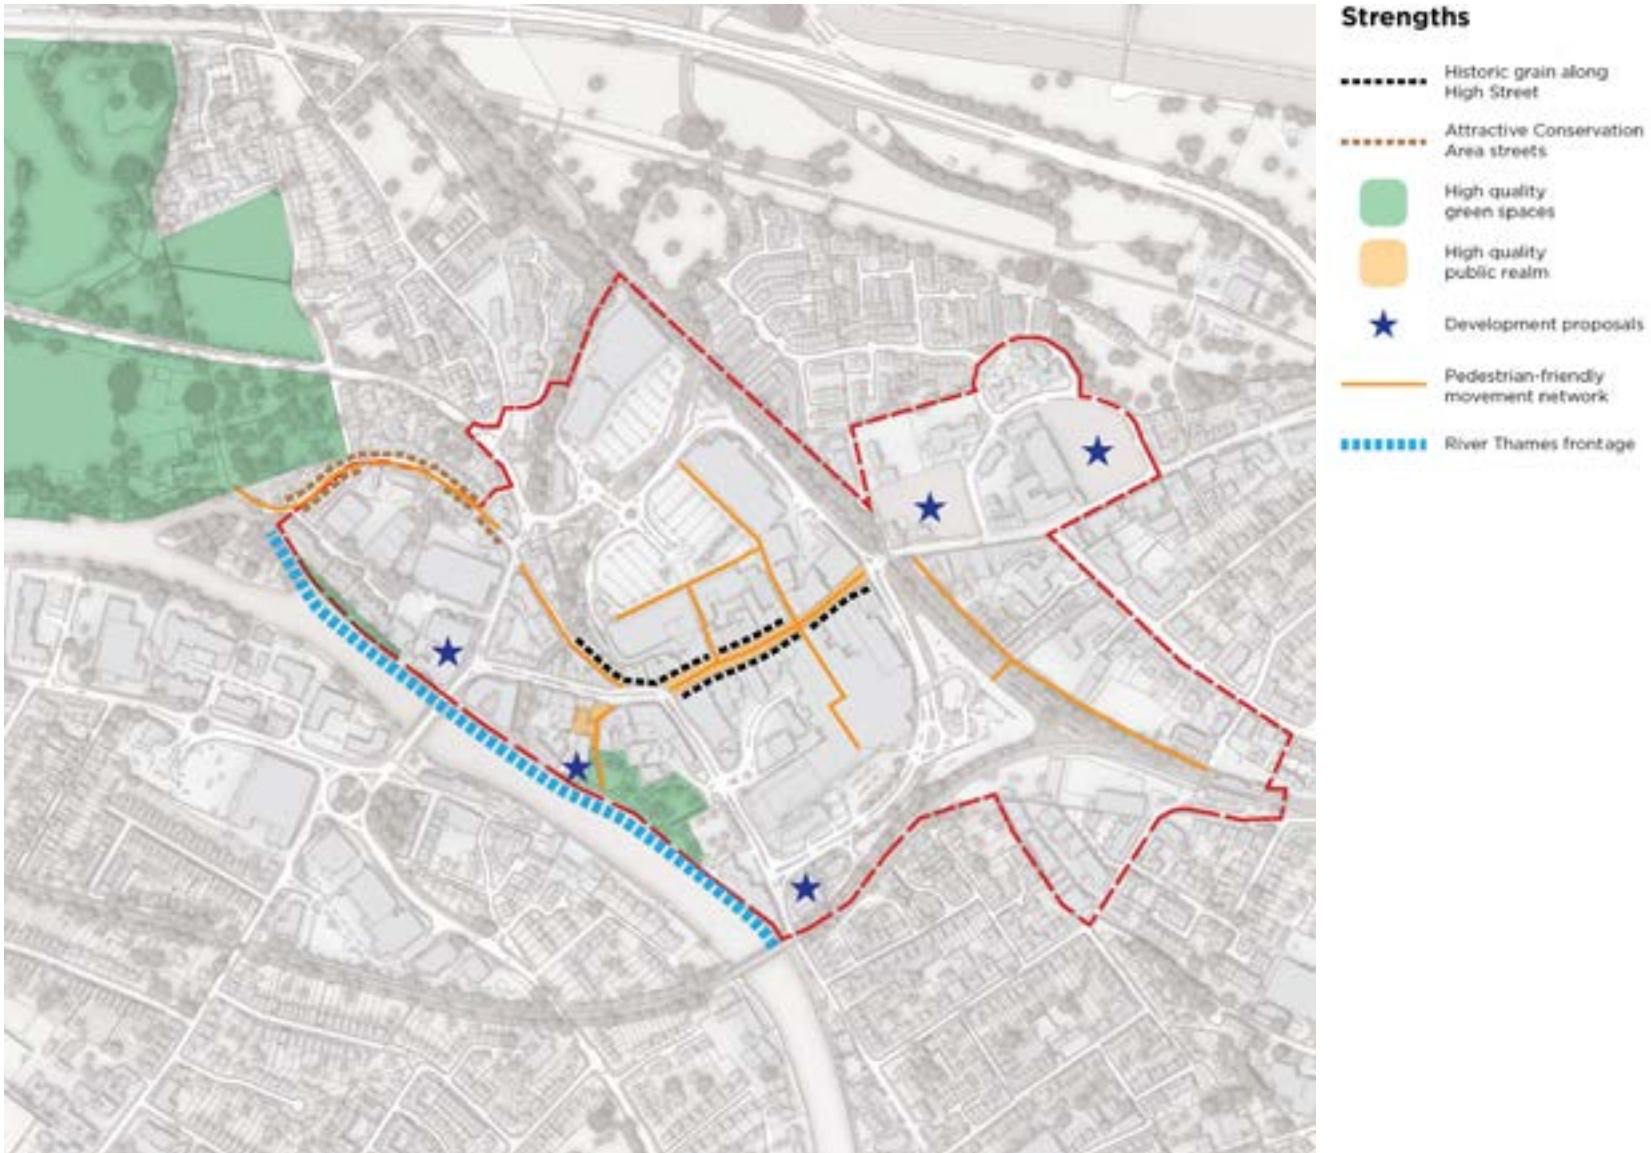 Strengths
Historic grain along
High Street
Attractive Conservation
Area streets
High quality
green spaces
High quality
public realm
Development proposals
Pedestrian-friendly
movement network
River Thames frontage